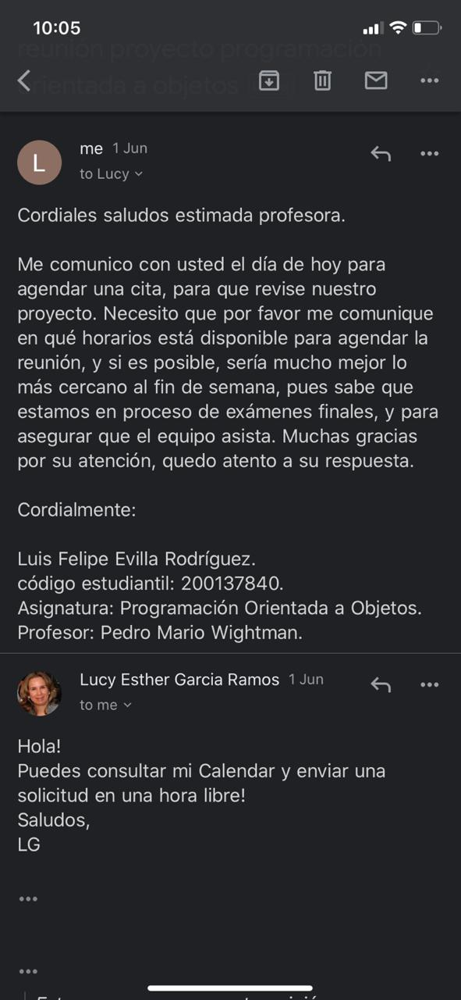 10:05
reunión proyecto programación
orientada a objetos
L
me 1 Jun
to Lucy
Cordiales saludos estimada profesora.
Me comunico con usted el día de hoy para
agendar una cita, para que revise nuestro
proyecto. Necesito que por favor me comunique
en qué horarios está disponible para agendar la
reunión, y si es posible, sería mucho mejor lo
más cercano al fin de semana, pues sabe que
estamos en proceso de exámenes finales, y para
asegurar que el equipo asista. Muchas gracias
por su atención, quedo atento a su respuesta.
Cordialmente:
Luis Felipe Evilla Rodríguez.
código estudiantil: 200137840.
Asignatura: Programación Orientada a Objetos.
Profesor: Pedro Mario Wightman.
Lucy Esther Garcia Ramos 1 Jun
to me
Hola!
Puedes consultar mi Calendar y enviar una
solicitud en una hora libre!
Saludos,
LG